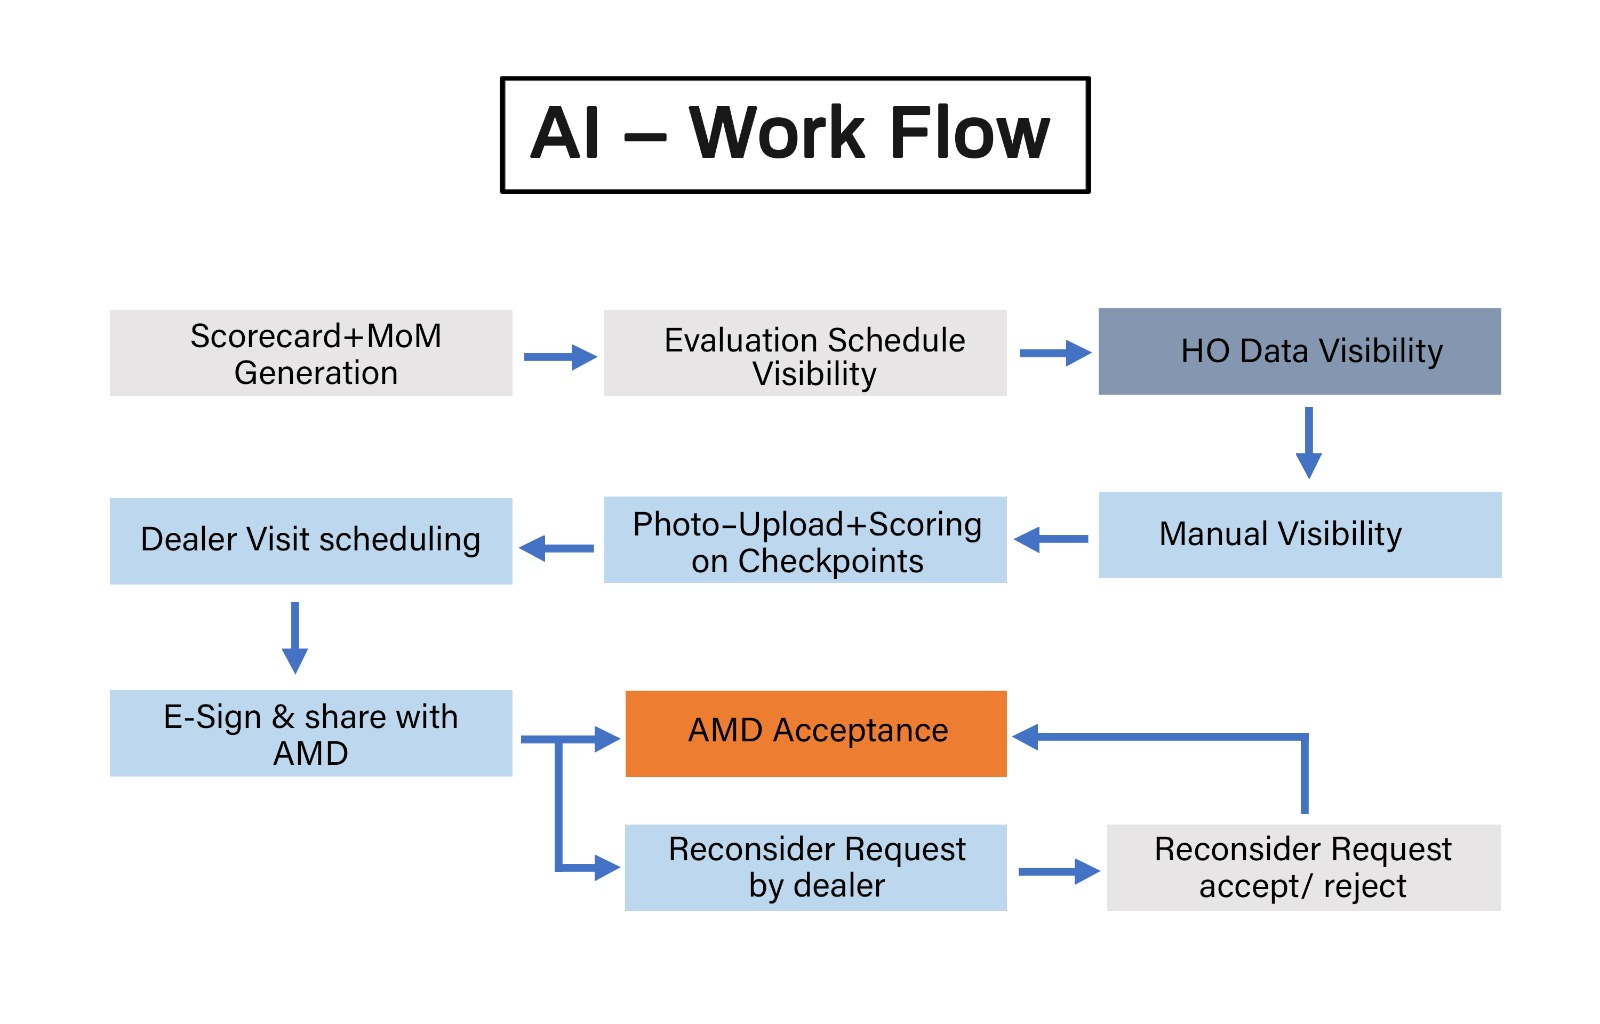 AI – Work Flow
Scorecard+MoM
Generation
Evaluation Schedule
Visibility
HO Data Visibility
Dealer Visit scheduling
Photo–Upload+Scoring
on Checkpoints
Manual Visibility
E-Sign & share with
AMD
AMD Acceptance
Reconsider Request
by dealer
Reconsider Request
accept/ reject